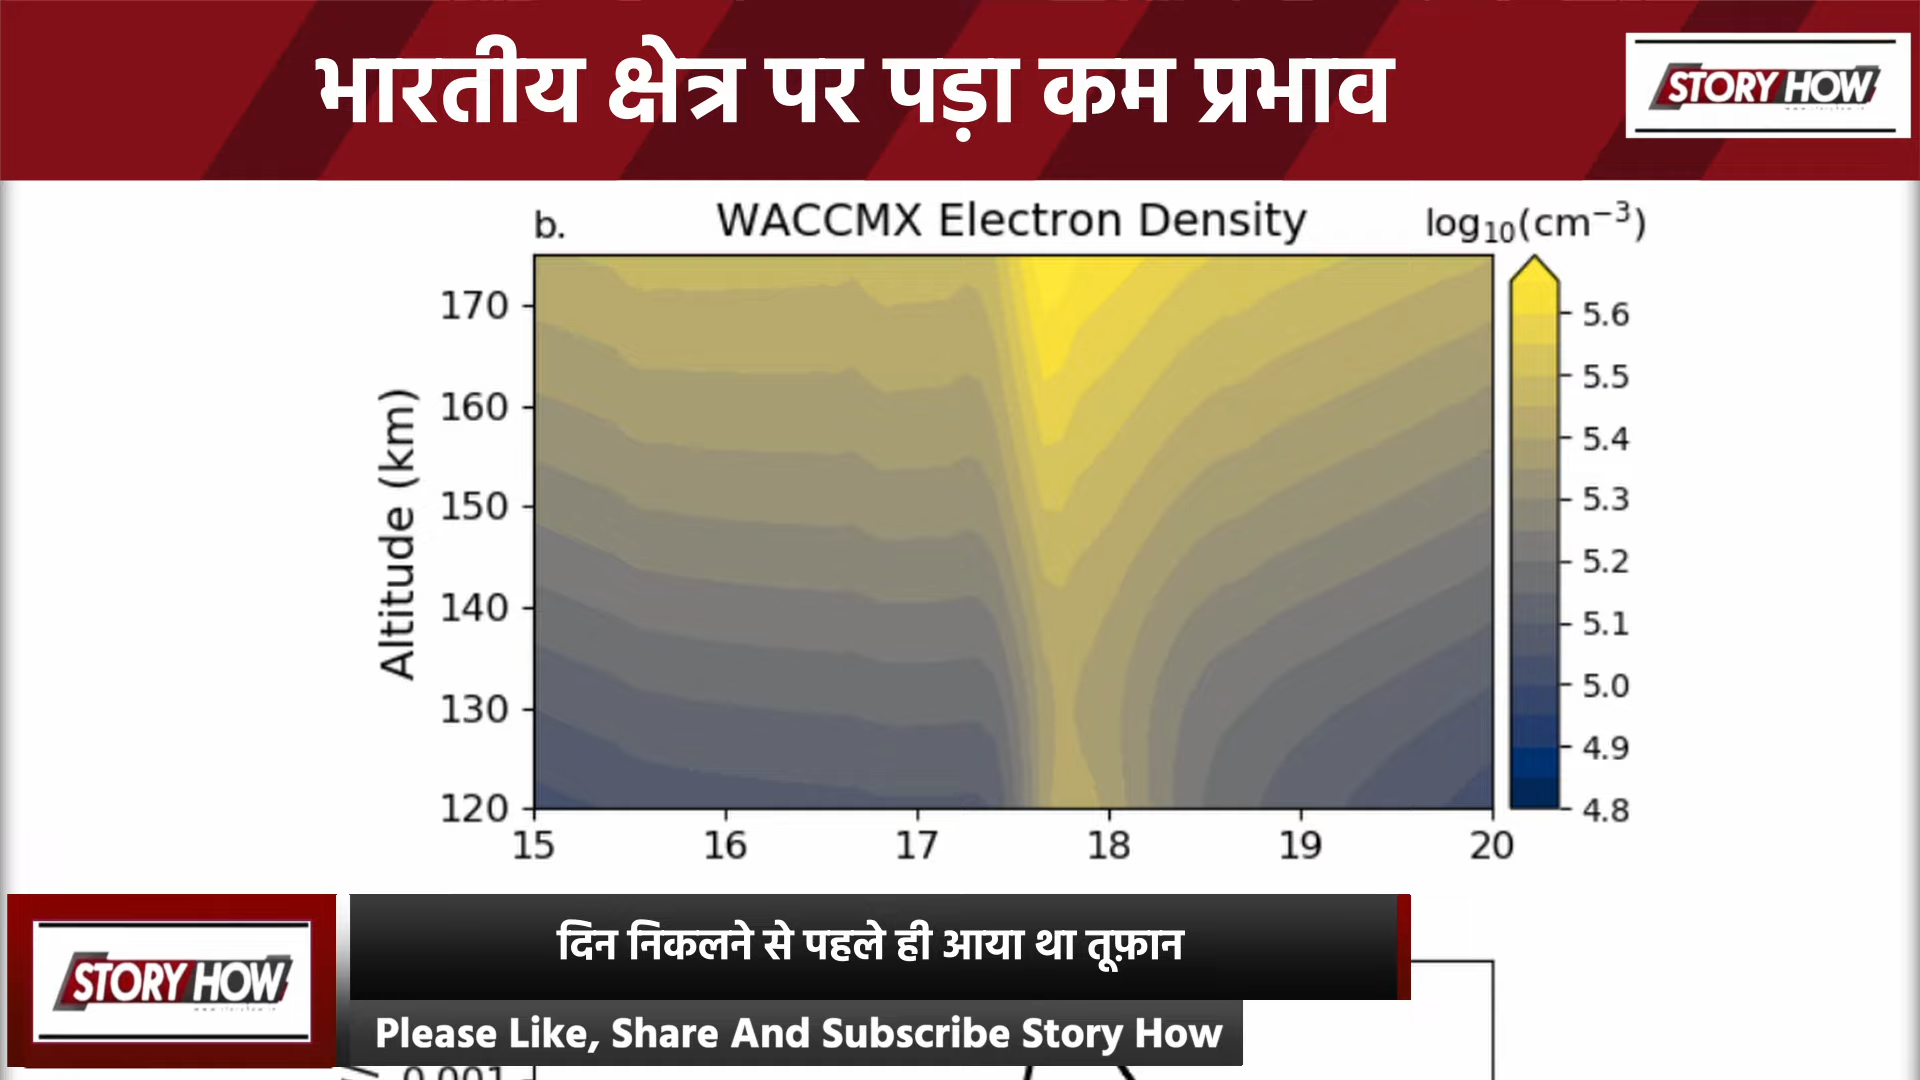 भारतीय क्षेत्र पर पड़ा कम प्रभाव
STORY HOW
b.
WACCMX Electron Density
log₁₀(cm⁻³)
Altitude (km)
170
160
150
140
130
120
15 16 17 18 19 20
5.6
5.5
5.4
5.3
5.2
5.1
5.0
4.9
4.8
STORY HOW
दिन निकलने से पहले ही आया था तूफ़ान
Please Like, Share And Subscribe Story How
0.001